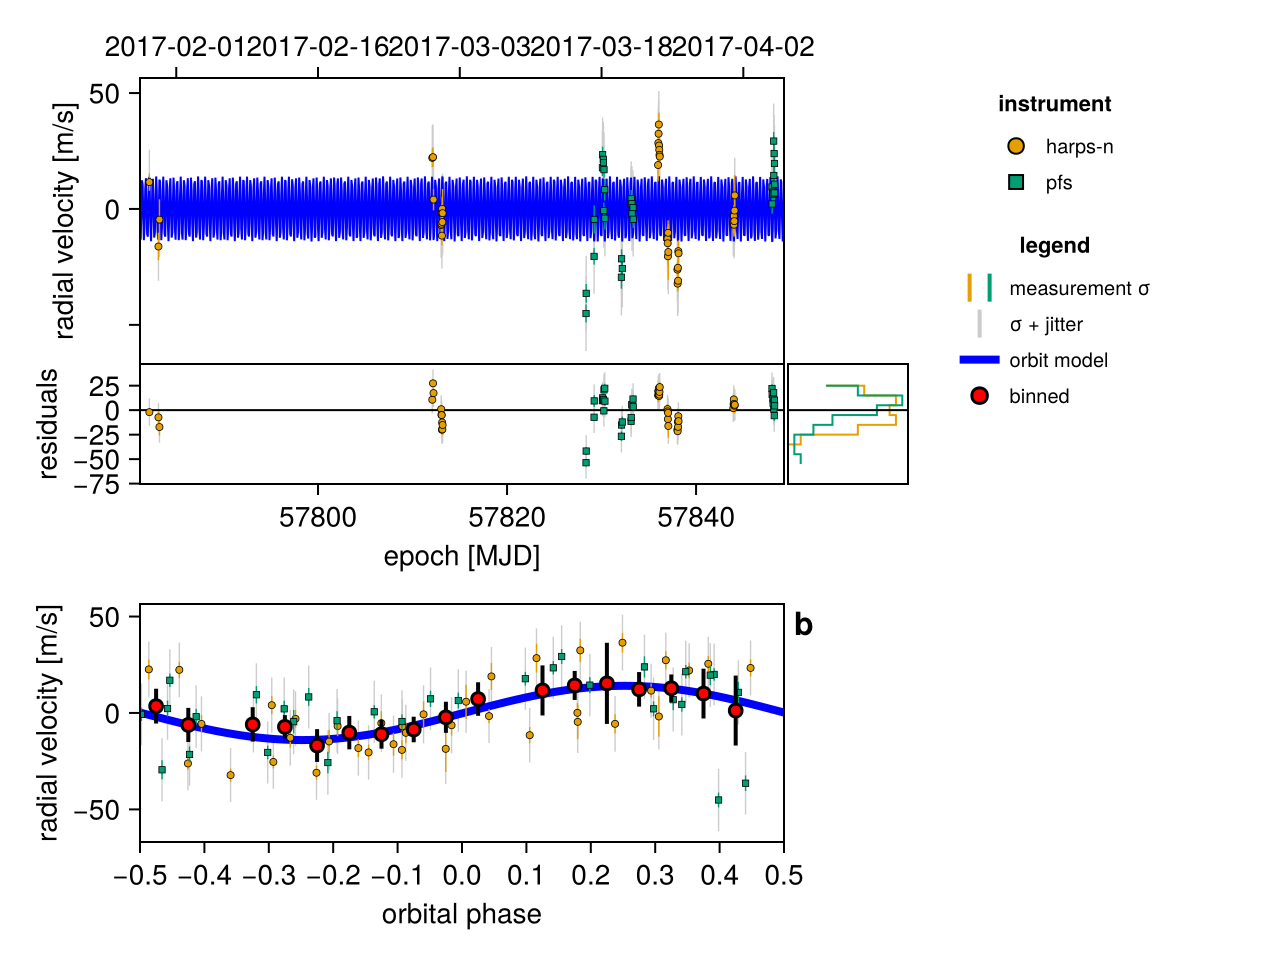 2017-02-01 2017-02-16 2017-03-03 2017-03-18 2017-04-02
50
0
radial velocity [m/s]
25
0
−25
−50
−75
residuals
57800 57820 57840
epoch [MJD]
instrument
harps-n
pfs
legend
measurement σ
σ + jitter
orbit model
binned
b
50
0
−50
radial velocity [m/s]
−0.5 −0.4 −0.3 −0.2 −0.1 0.0 0.1 0.2 0.3 0.4 0.5
orbital phase